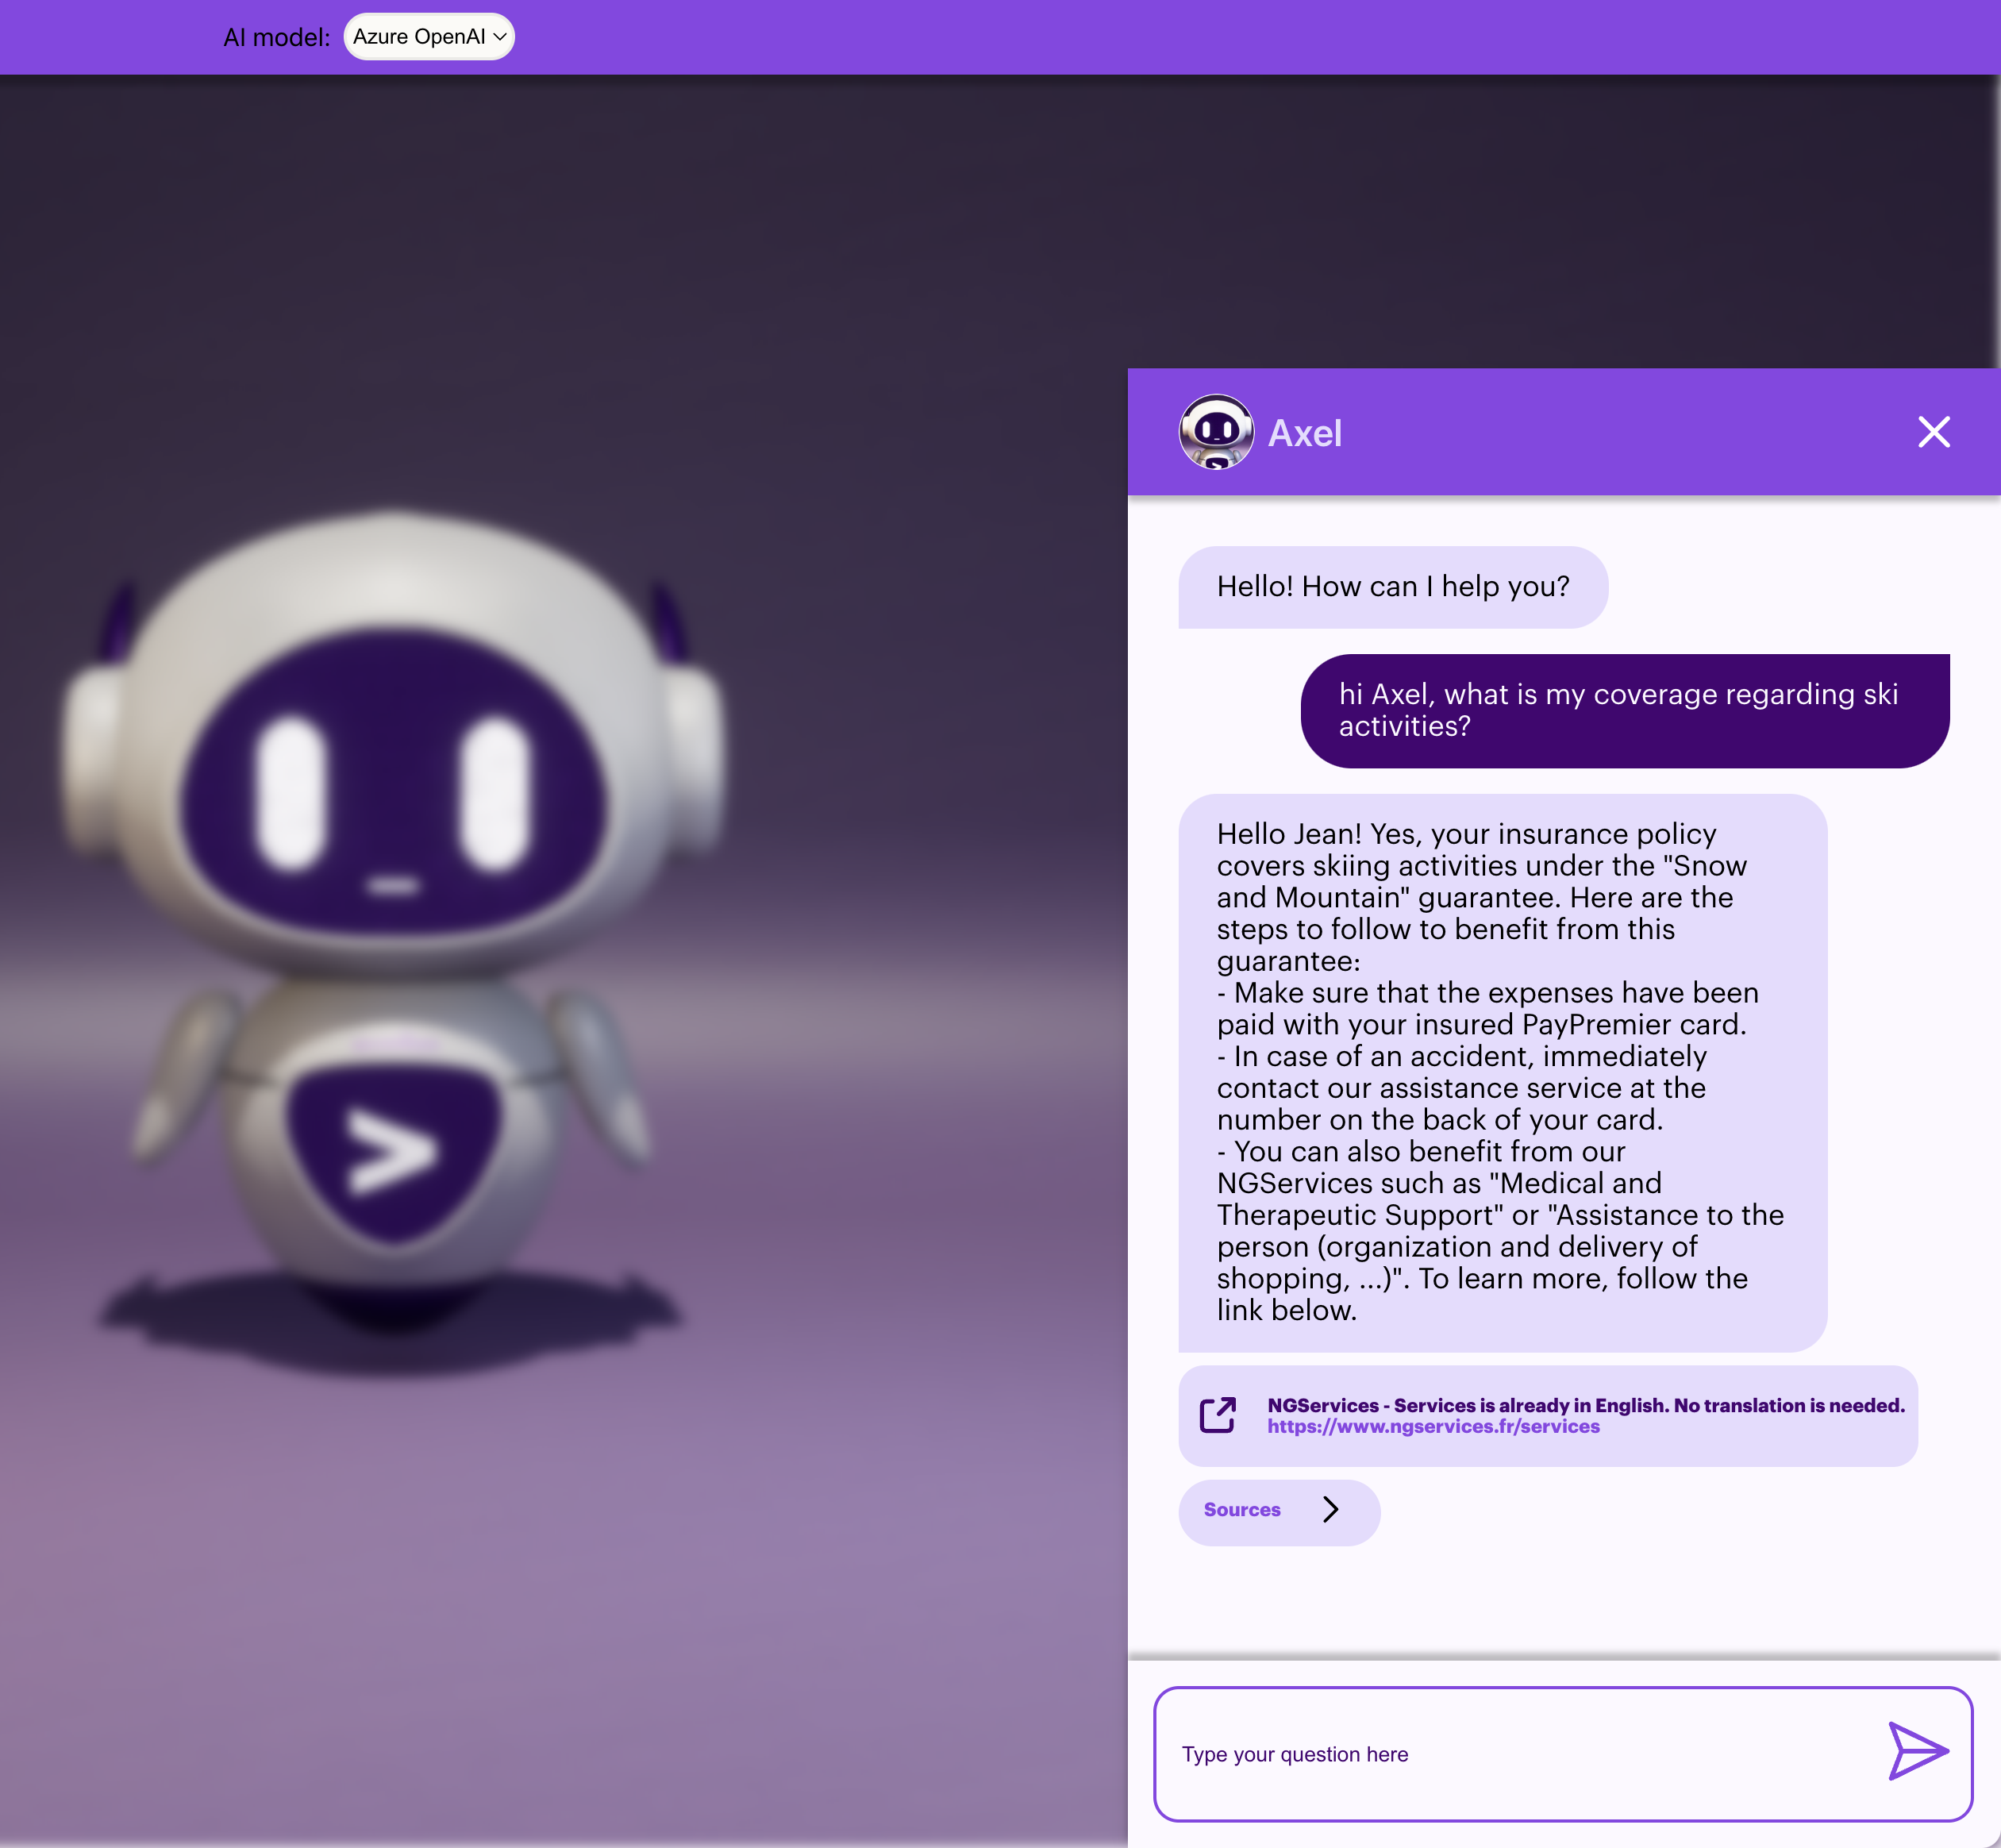 AI model: Azure OpenAI
Axel
Hello! How can I help you?
hi Axel, what is my coverage regarding ski
activities?
Hello Jean! Yes, your insurance policy
covers skiing activities under the "Snow
and Mountain" guarantee. Here are the
steps to follow to benefit from this
guarantee:
- Make sure that the expenses have been
paid with your insured PayPremier card.
- In case of an accident, immediately
contact our assistance service at the
number on the back of your card.
- You can also benefit from our
NGServices such as "Medical and
Therapeutic Support" or "Assistance to the
person (organization and delivery of
shopping, ...)". To learn more, follow the
link below.
NGServices - Services is already in English. No translation is needed.
https://www.ngservices.fr/services
Sources
Type your question here